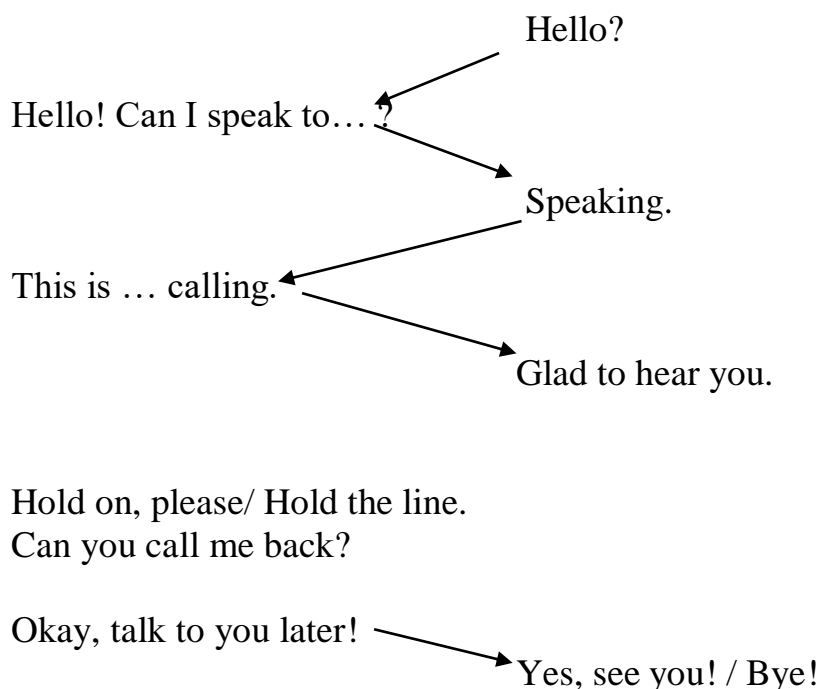 Hello?
Hello! Can I speak to… ?
Speaking.
This is … calling.
Glad to hear you.
Hold on, please/ Hold the line.
Can you call me back?
Okay, talk to you later!
Yes, see you! / Bye!